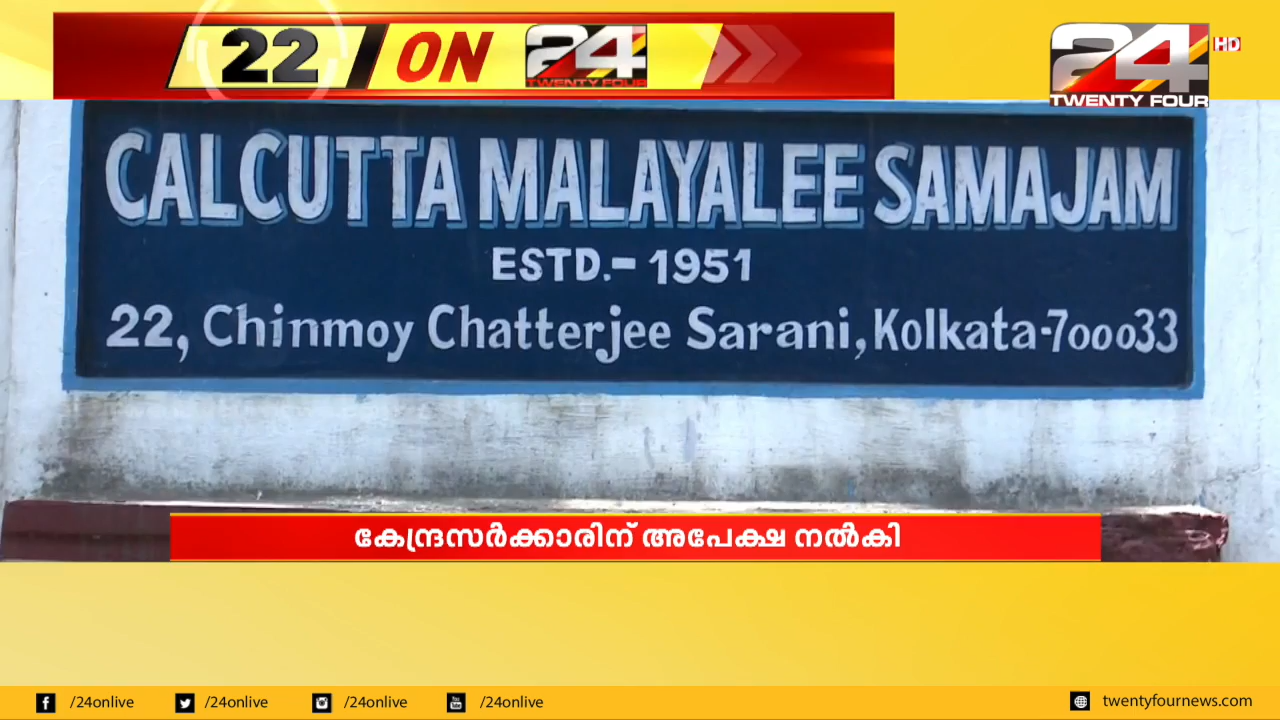 22 ON 24
TWENTY FOUR
24 HD
TWENTY FOUR
CALCUTTA MALAYALEE SAMAJAM
ESTD.- 1951
22, Chinmoy Chatterjee Sarani, Kolkata-700033
കേന്ദ്രസർക്കാരിന് അപേക്ഷ നൽകി
/24onlive /24onlive /24onlive /24onlive twentyfournews.com